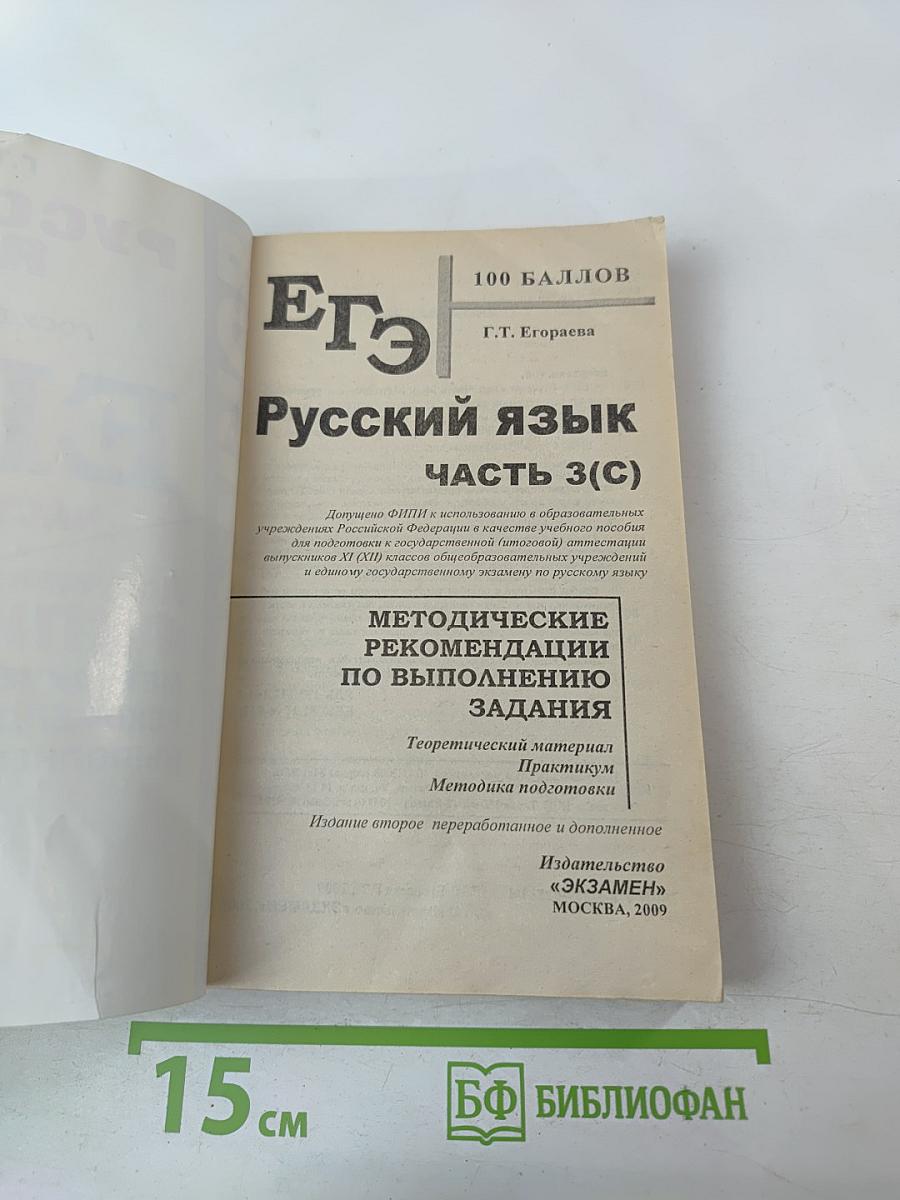 ЕГЭ
100 БАЛЛОВ
Г.Т. Егораева
Русский язык
ЧАСТЬ 3(С)
Допущено ФИПИ к использованию в образовательных
учреждениях Российской Федерации в качестве учебного пособия
для подготовки к государственной (итоговой) аттестации
выпускников XI (XII) классов общеобразовательных учреждений
и единому государственному экзамену по русскому языку
МЕТОДИЧЕСКИЕ
РЕКОМЕНДАЦИИ
ПО ВЫПОЛНЕНИЮ
ЗАДАНИЯ
Теоретический материал
Практикум
Методика подготовки
Издание второе переработанное и дополненное
Издательство
«ЭКЗАМЕН»
МОСКВА, 2009
15 см
БФ БИБЛИОФАН